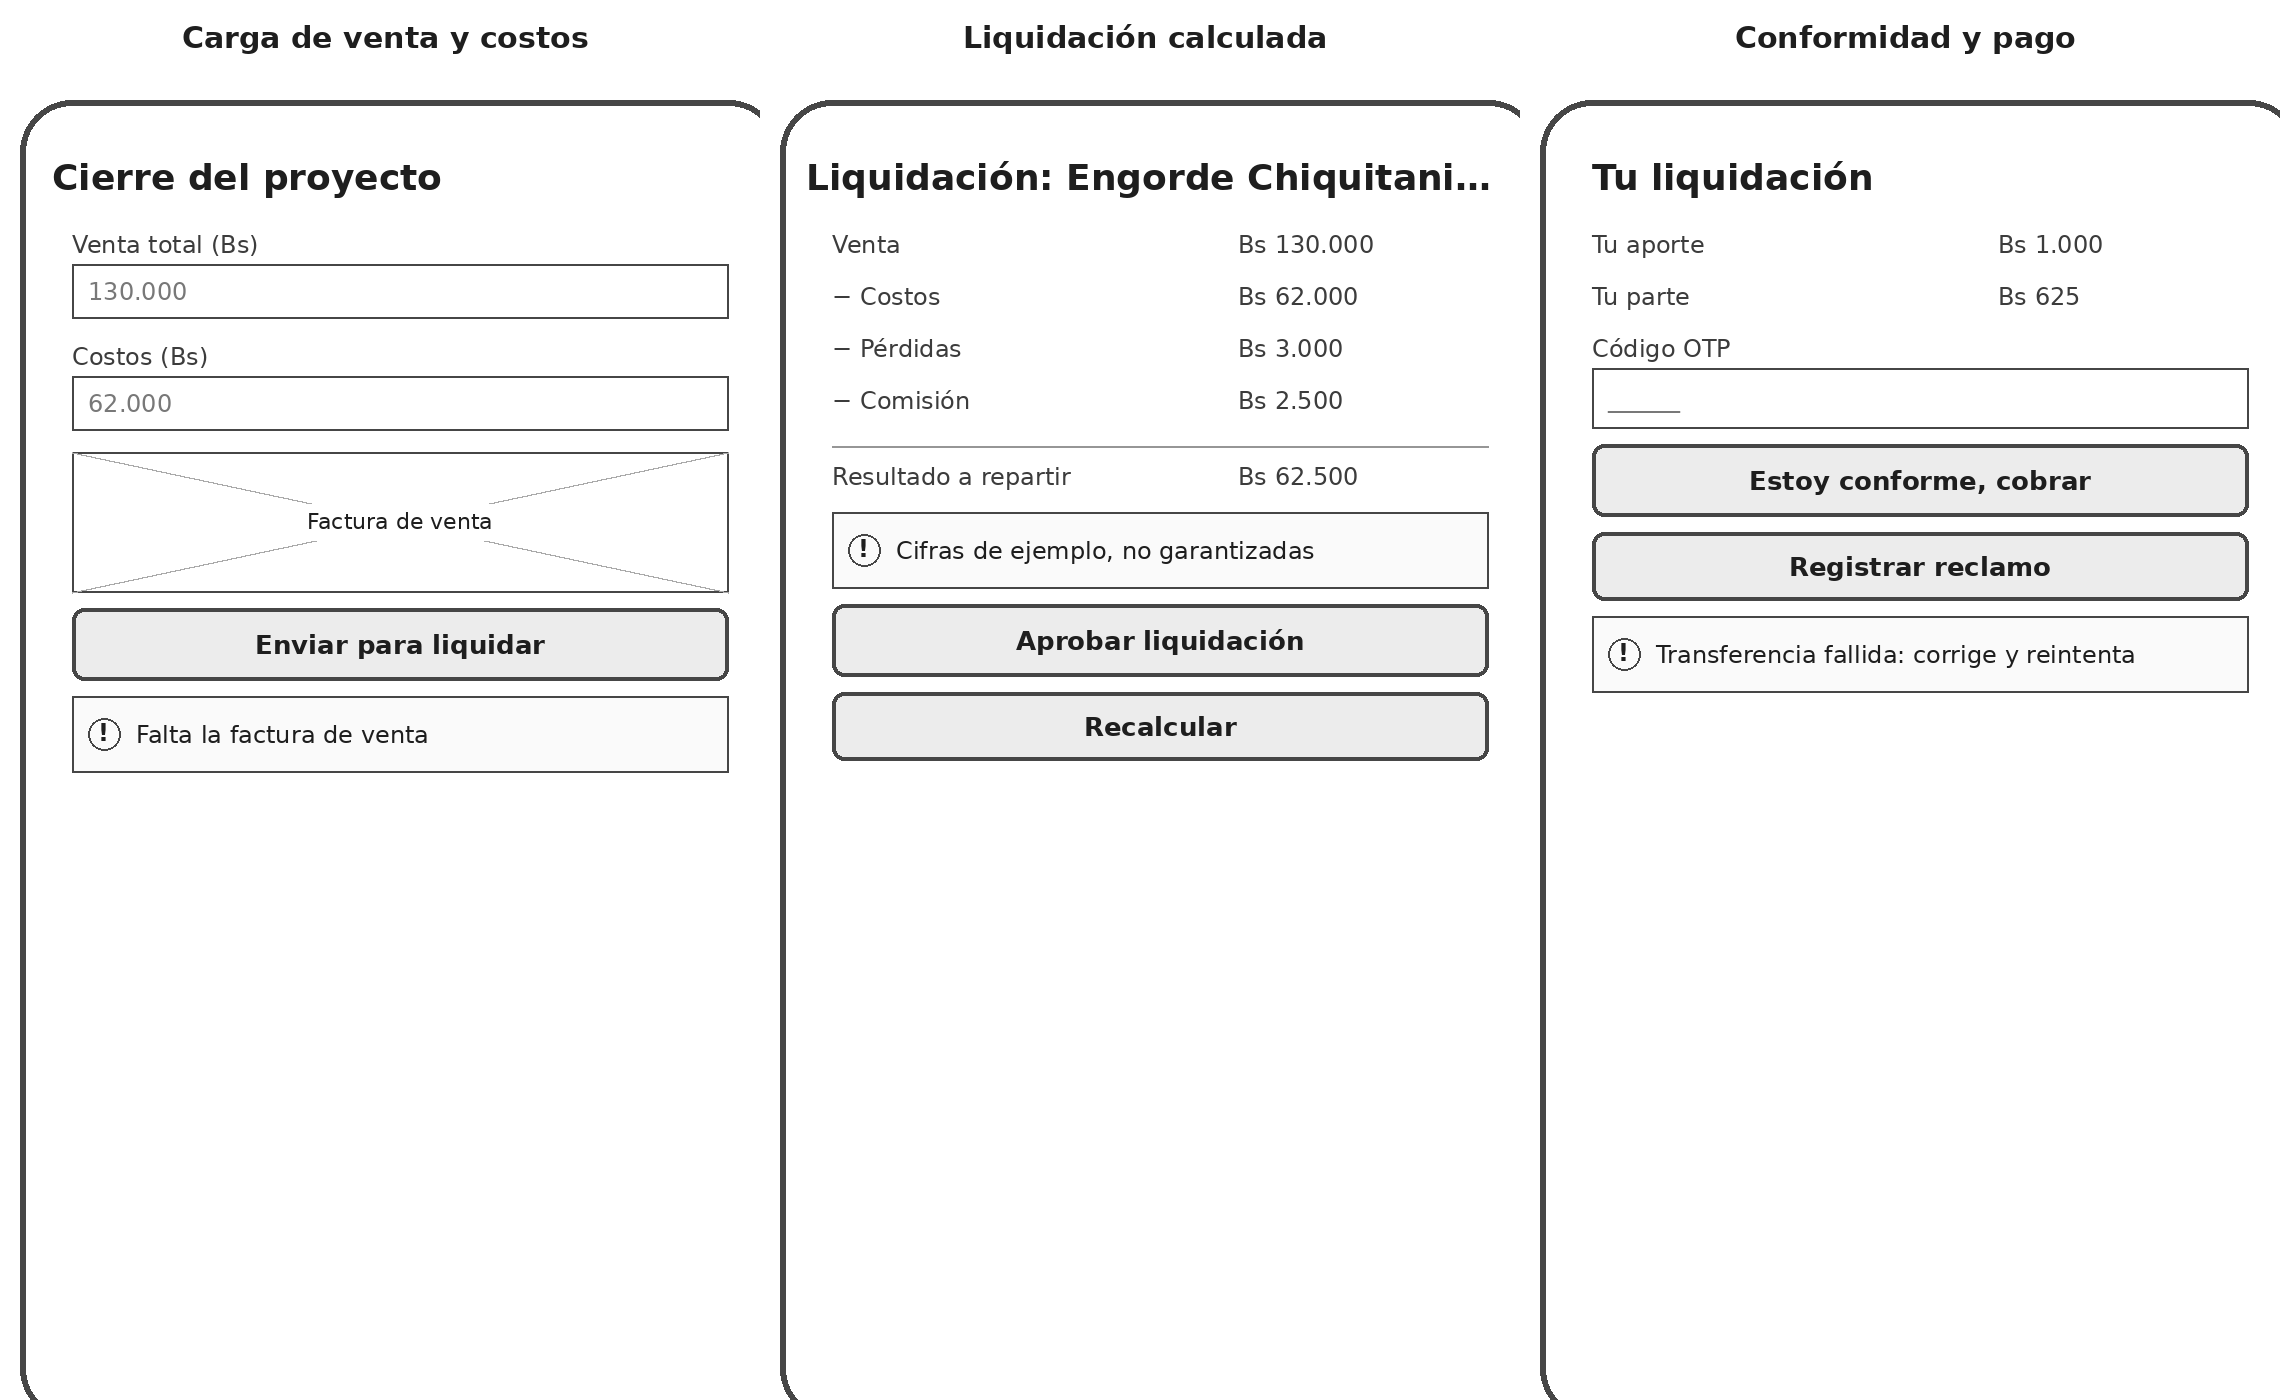 Carga de venta y costos
Cierre del proyecto
Venta total (Bs)
130.000
Costos (Bs)
62.000
Factura de venta
Enviar para liquidar
! Falta la factura de venta
Liquidación calculada
Liquidación: Engorde Chiquitani...
Venta Bs 130.000
− Costos Bs 62.000
− Pérdidas Bs 3.000
− Comisión Bs 2.500
Resultado a repartir Bs 62.500
! Cifras de ejemplo, no garantizadas
Aprobar liquidación
Recalcular
Conformidad y pago
Tu liquidación
Tu aporte Bs 1.000
Tu parte Bs 625
Código OTP
______
Estoy conforme, cobrar
Registrar reclamo
! Transferencia fallida: corrige y reintenta